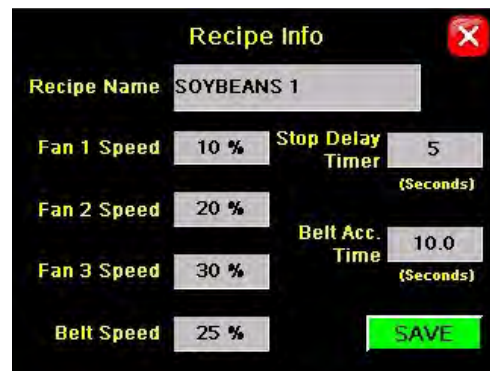 Recipe Info
X
Recipe Name SOYBEANS 1
Fan 1 Speed 10 %
Stop Delay
Timer 5
(Seconds)
Fan 2 Speed 20 %
Belt Acc.
Time 10.0
(Seconds)
Fan 3 Speed 30 %
Belt Speed 25 %
SAVE